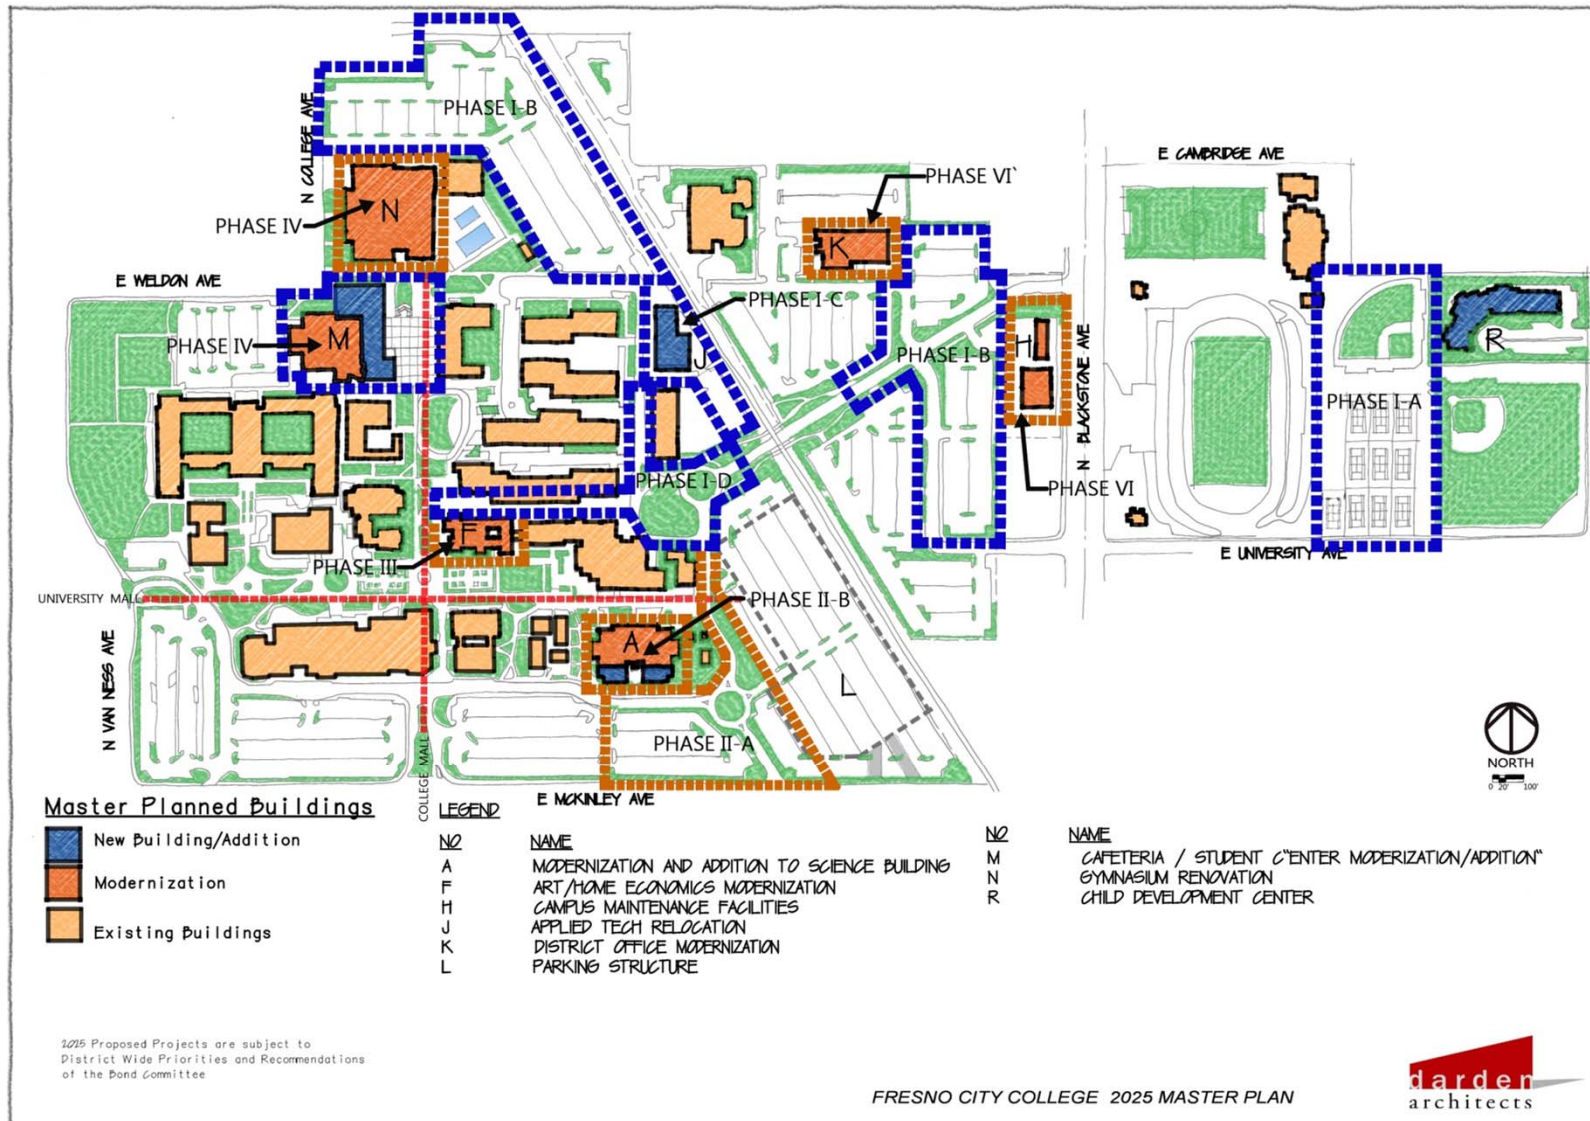 PHASE I-B
N COLLEGE AVE
E CAMBRIDGE AVE
PHASE VI`
N
K
PHASE IV
E WELDON AVE
PHASE I-C
PHASE IV
M
J
PHASE I-B
H
N BLACKSTONE AVE
R
PHASE I-A
PHASE I-D
PHASE VI
F
PHASE III
E UNIVERSITY AVE
UNIVERSITY MALL
PHASE II-B
A
L
N VAN NESS AVE
PHASE II-A
COLLEGE MALL
NORTH
0 20' 100'
E MCKINLEY AVE
Master Planned Buildings
New Building/Addition
Modernization
Existing Buildings
LEGEND
NO NAME
A MODERNIZATION AND ADDITION TO SCIENCE BUILDING
F ART/HOME ECONOMICS MODERNIZATION
H CAMPUS MAINTENANCE FACILITIES
J APPLIED TECH RELOCATION
K DISTRICT OFFICE MODERNIZATION
L PARKING STRUCTURE
NO NAME
M CAFETERIA / STUDENT C"ENTER MODERIZATION/ADDITION"
N GYMNASIUM RENOVATION
R CHILD DEVELOPMENT CENTER
2025 Proposed Projects are subject to
District Wide Priorities and Recommendations
of the Bond Committee
FRESNO CITY COLLEGE 2025 MASTER PLAN
darden
architects